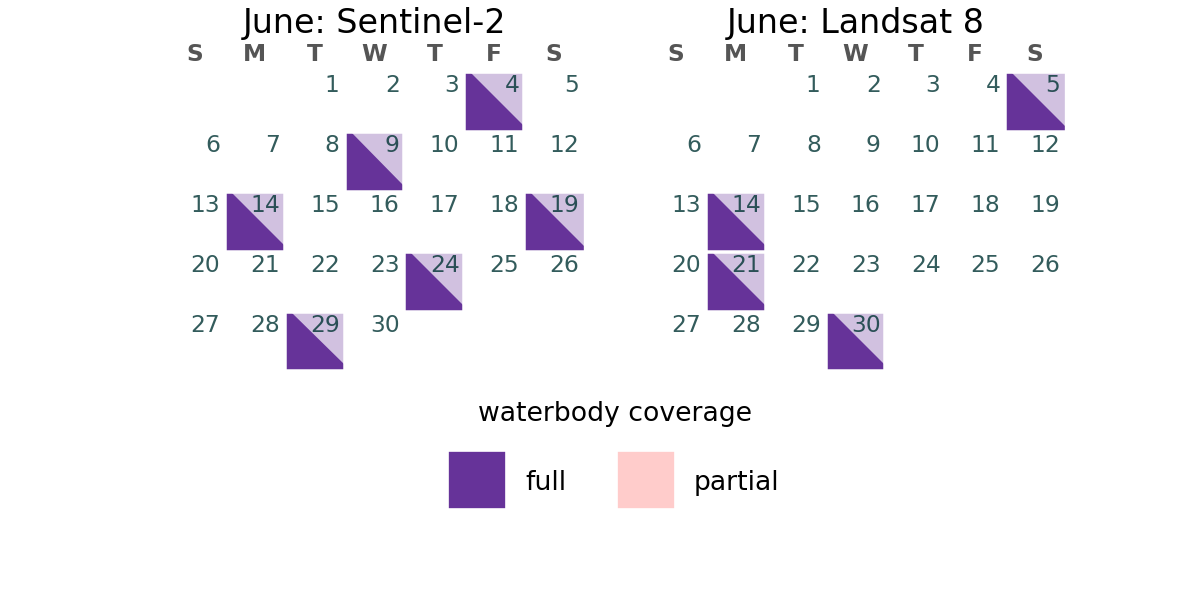 June: Sentinel-2
S M T W T F S
1 2 3 4 5
6 7 8 9 10 11 12
13 14 15 16 17 18 19
20 21 22 23 24 25 26
27 28 29 30
June: Landsat 8
S M T W T F S
1 2 3 4 5
6 7 8 9 10 11 12
13 14 15 16 17 18 19
20 21 22 23 24 25 26
27 28 29 30
waterbody coverage
full partial